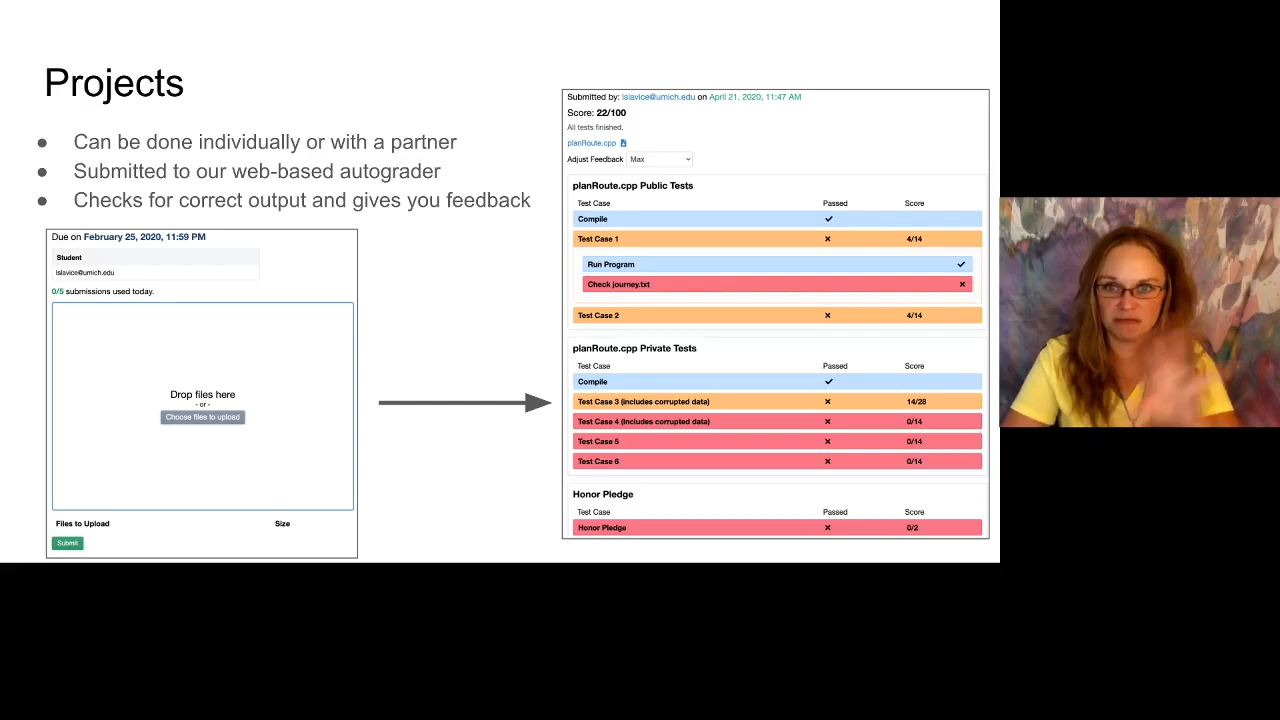 Projects
● Can be done individually or with a partner
● Submitted to our web-based autograder
● Checks for correct output and gives you feedback
Due on February 25, 2020, 11:59 PM
Student
lslavice@umich.edu
0/5 submissions used today.
Drop files here
- or -
Choose files to upload
Files to Upload Size
Submit
Submitted by: lslavice@umich.edu on April 21, 2020, 11:47 AM
Score: 22/100
All tests finished.
planRoute.cpp
Adjust Feedback Max
planRoute.cpp Public Tests
Test Case Passed Score
Compile
Test Case 1 4/14
Run Program
Check journey.txt
Test Case 2 4/14
planRoute.cpp Private Tests
Test Case Passed Score
Compile
Test Case 3 (includes corrupted data) 14/28
Test Case 4 (includes corrupted data) 0/14
Test Case 5 0/14
Test Case 6 0/14
Honor Pledge
Test Case Passed Score
Honor Pledge 0/2